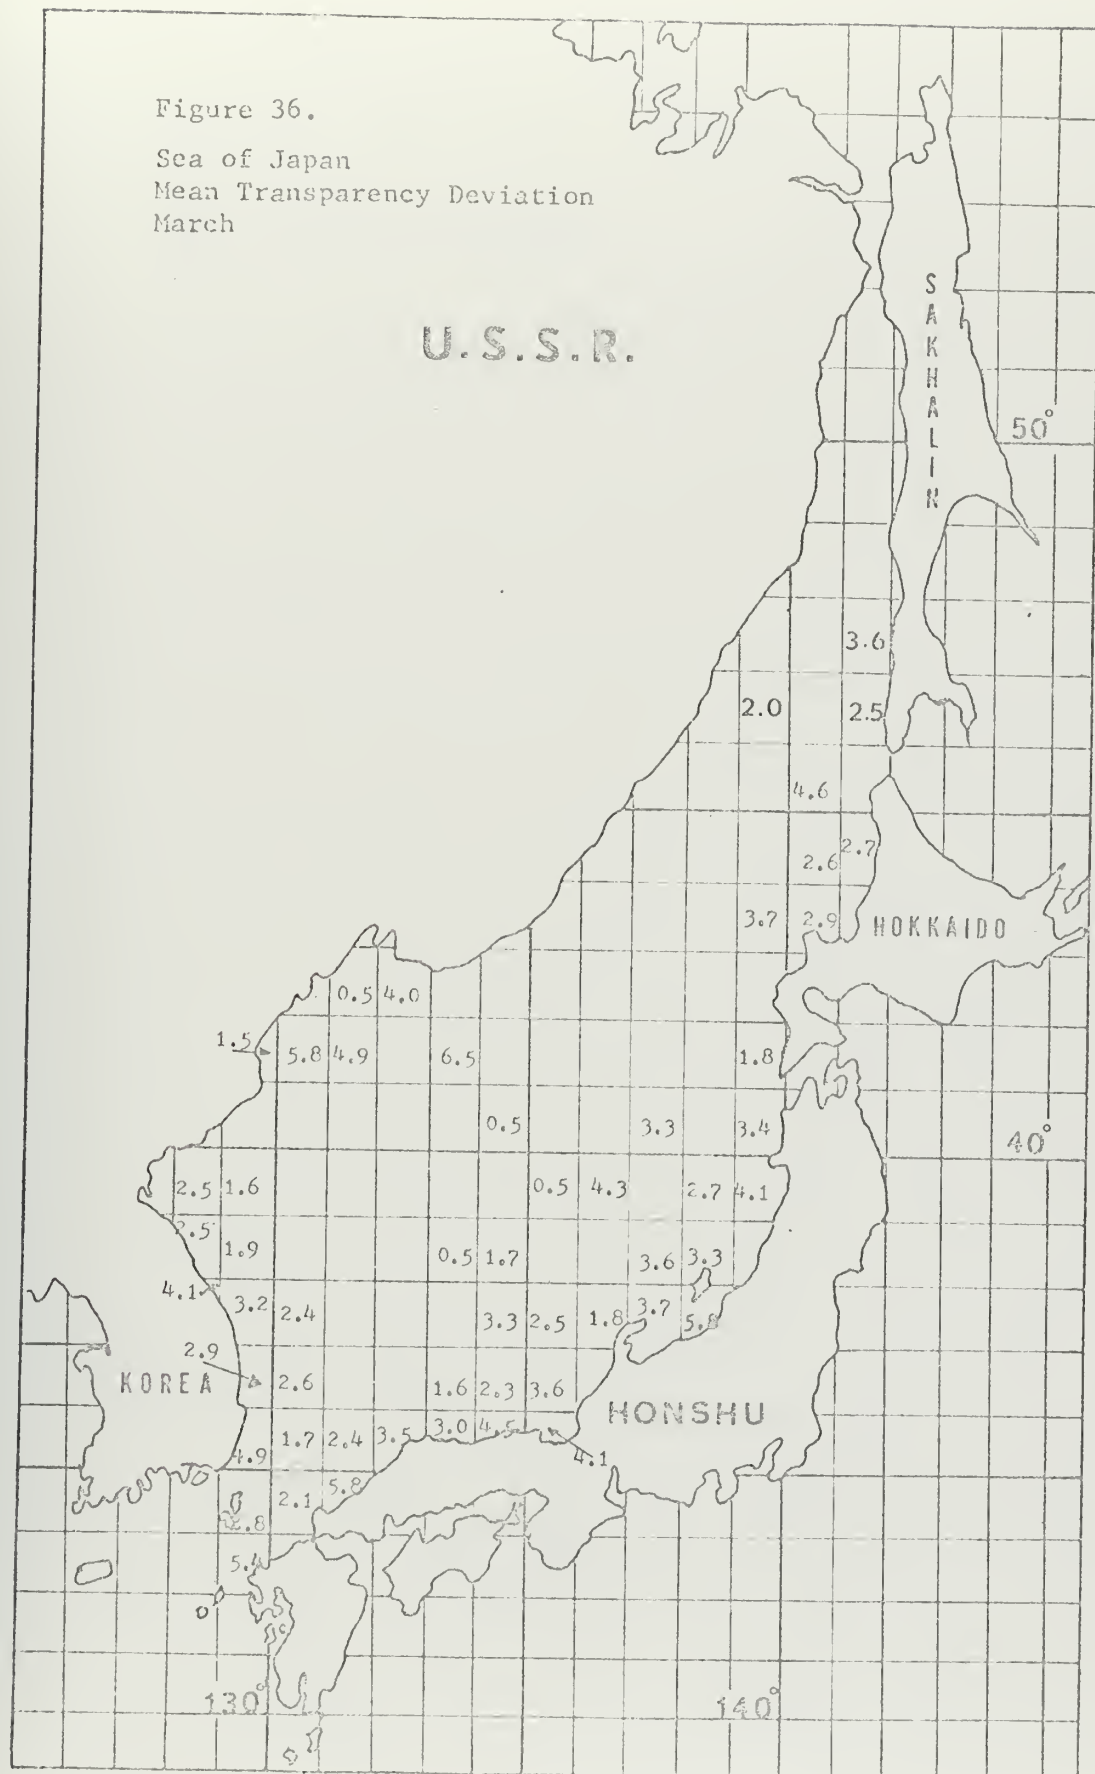 Figure 36.
Sea of Japan
Mean Transparency Deviation
March
U.S.S.R.
SAKHALIN
50°
3.6
2.0 2.5
4.6
2.6 2.7
3.7 2.9 HOKKAIDO
0.5 4.0
1.5 5.8 4.9 6.5 1.8
0.5 3.3 3.4 40°
2.5 1.6 0.5 4.3 2.7 4.1
2.5 1.9 0.5 1.7 3.6 3.3
4.1 3.2 2.4 3.3 2.5 1.8 3.7 5.8
2.9 KOREA 2.6 1.6 2.3 3.6 HONSHU
4.9 1.7 2.4 3.5 3.0 4.5 4.1
2.1 5.8
2.8
5.4
130° 140°